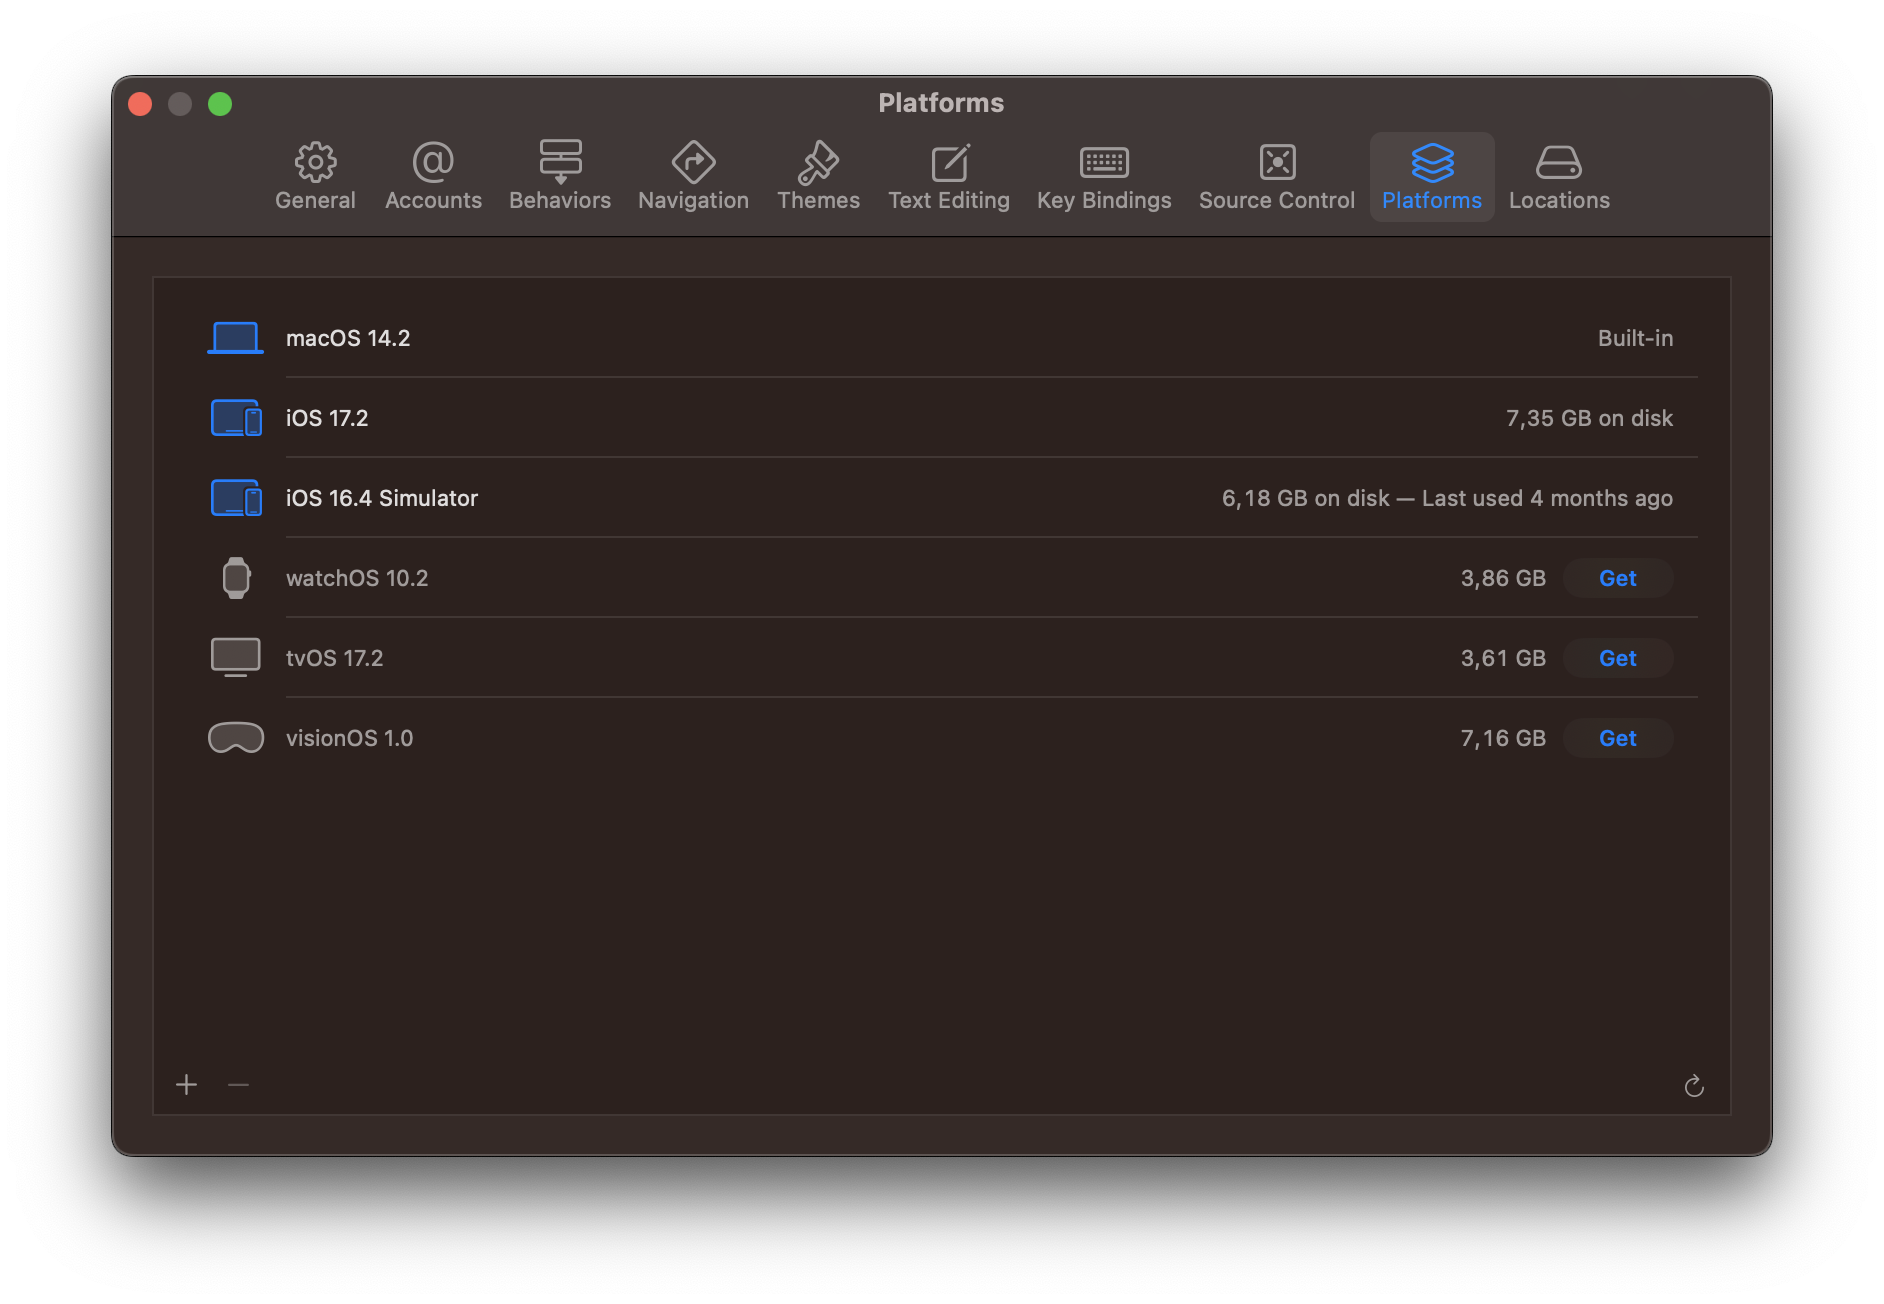 Platforms
General Accounts Behaviors Navigation Themes Text Editing Key Bindings Source Control Platforms Locations
macOS 14.2 Built-in
iOS 17.2 7,35 GB on disk
iOS 16.4 Simulator 6,18 GB on disk — Last used 4 months ago
watchOS 10.2 3,86 GB Get
tvOS 17.2 3,61 GB Get
visionOS 1.0 7,16 GB Get